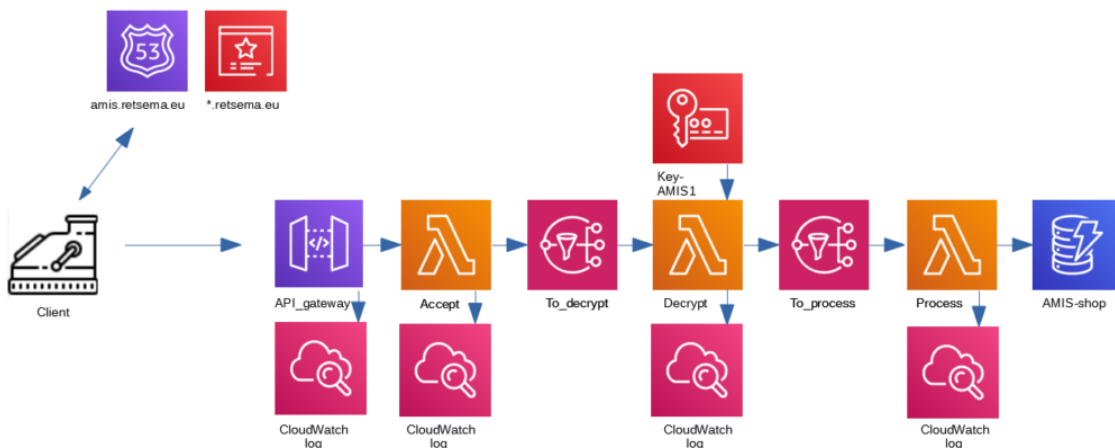 53
amis.retsema.eu
*.retsema.eu
Key-
AMIS1
Client
API_gateway
Accept
To_decrypt
Decrypt
To_process
Process
AMIS-shop
CloudWatch
log
CloudWatch
log
CloudWatch
log
CloudWatch
log